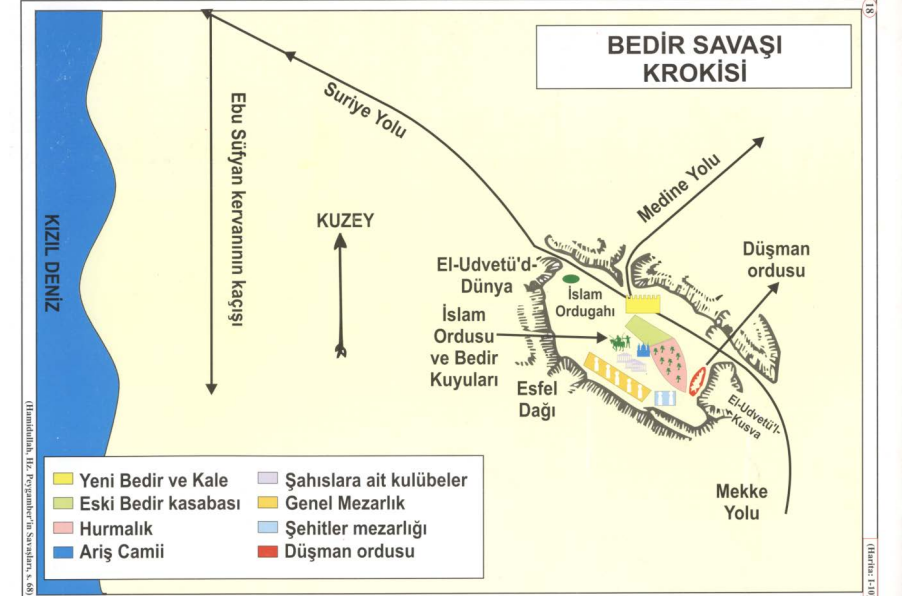 18
BEDİR SAVAŞI
KROKİSİ
Suriye Yolu
Ebu Süfyan kervanının kaçışı
Medine Yolu
KIZIL DENİZ
KUZEY
Düşman
ordusu
El-Udvetü'd-
Dünya
İslam
Ordugahı
İslam
Ordusu
ve Bedir
Kuyuları
Esfel
Dağı
El-Udvetü'l-
Kusva
Mekke
Yolu
Yeni Bedir ve Kale
Eski Bedir kasabası
Hurmalık
Ariş Camii
Şahıslara ait kulübeler
Genel Mezarlık
Şehitler mezarlığı
Düşman ordusu
(Hamidullah, Hz. Peygamber'in Savaşları, s. 68)
(Harita: 1-10